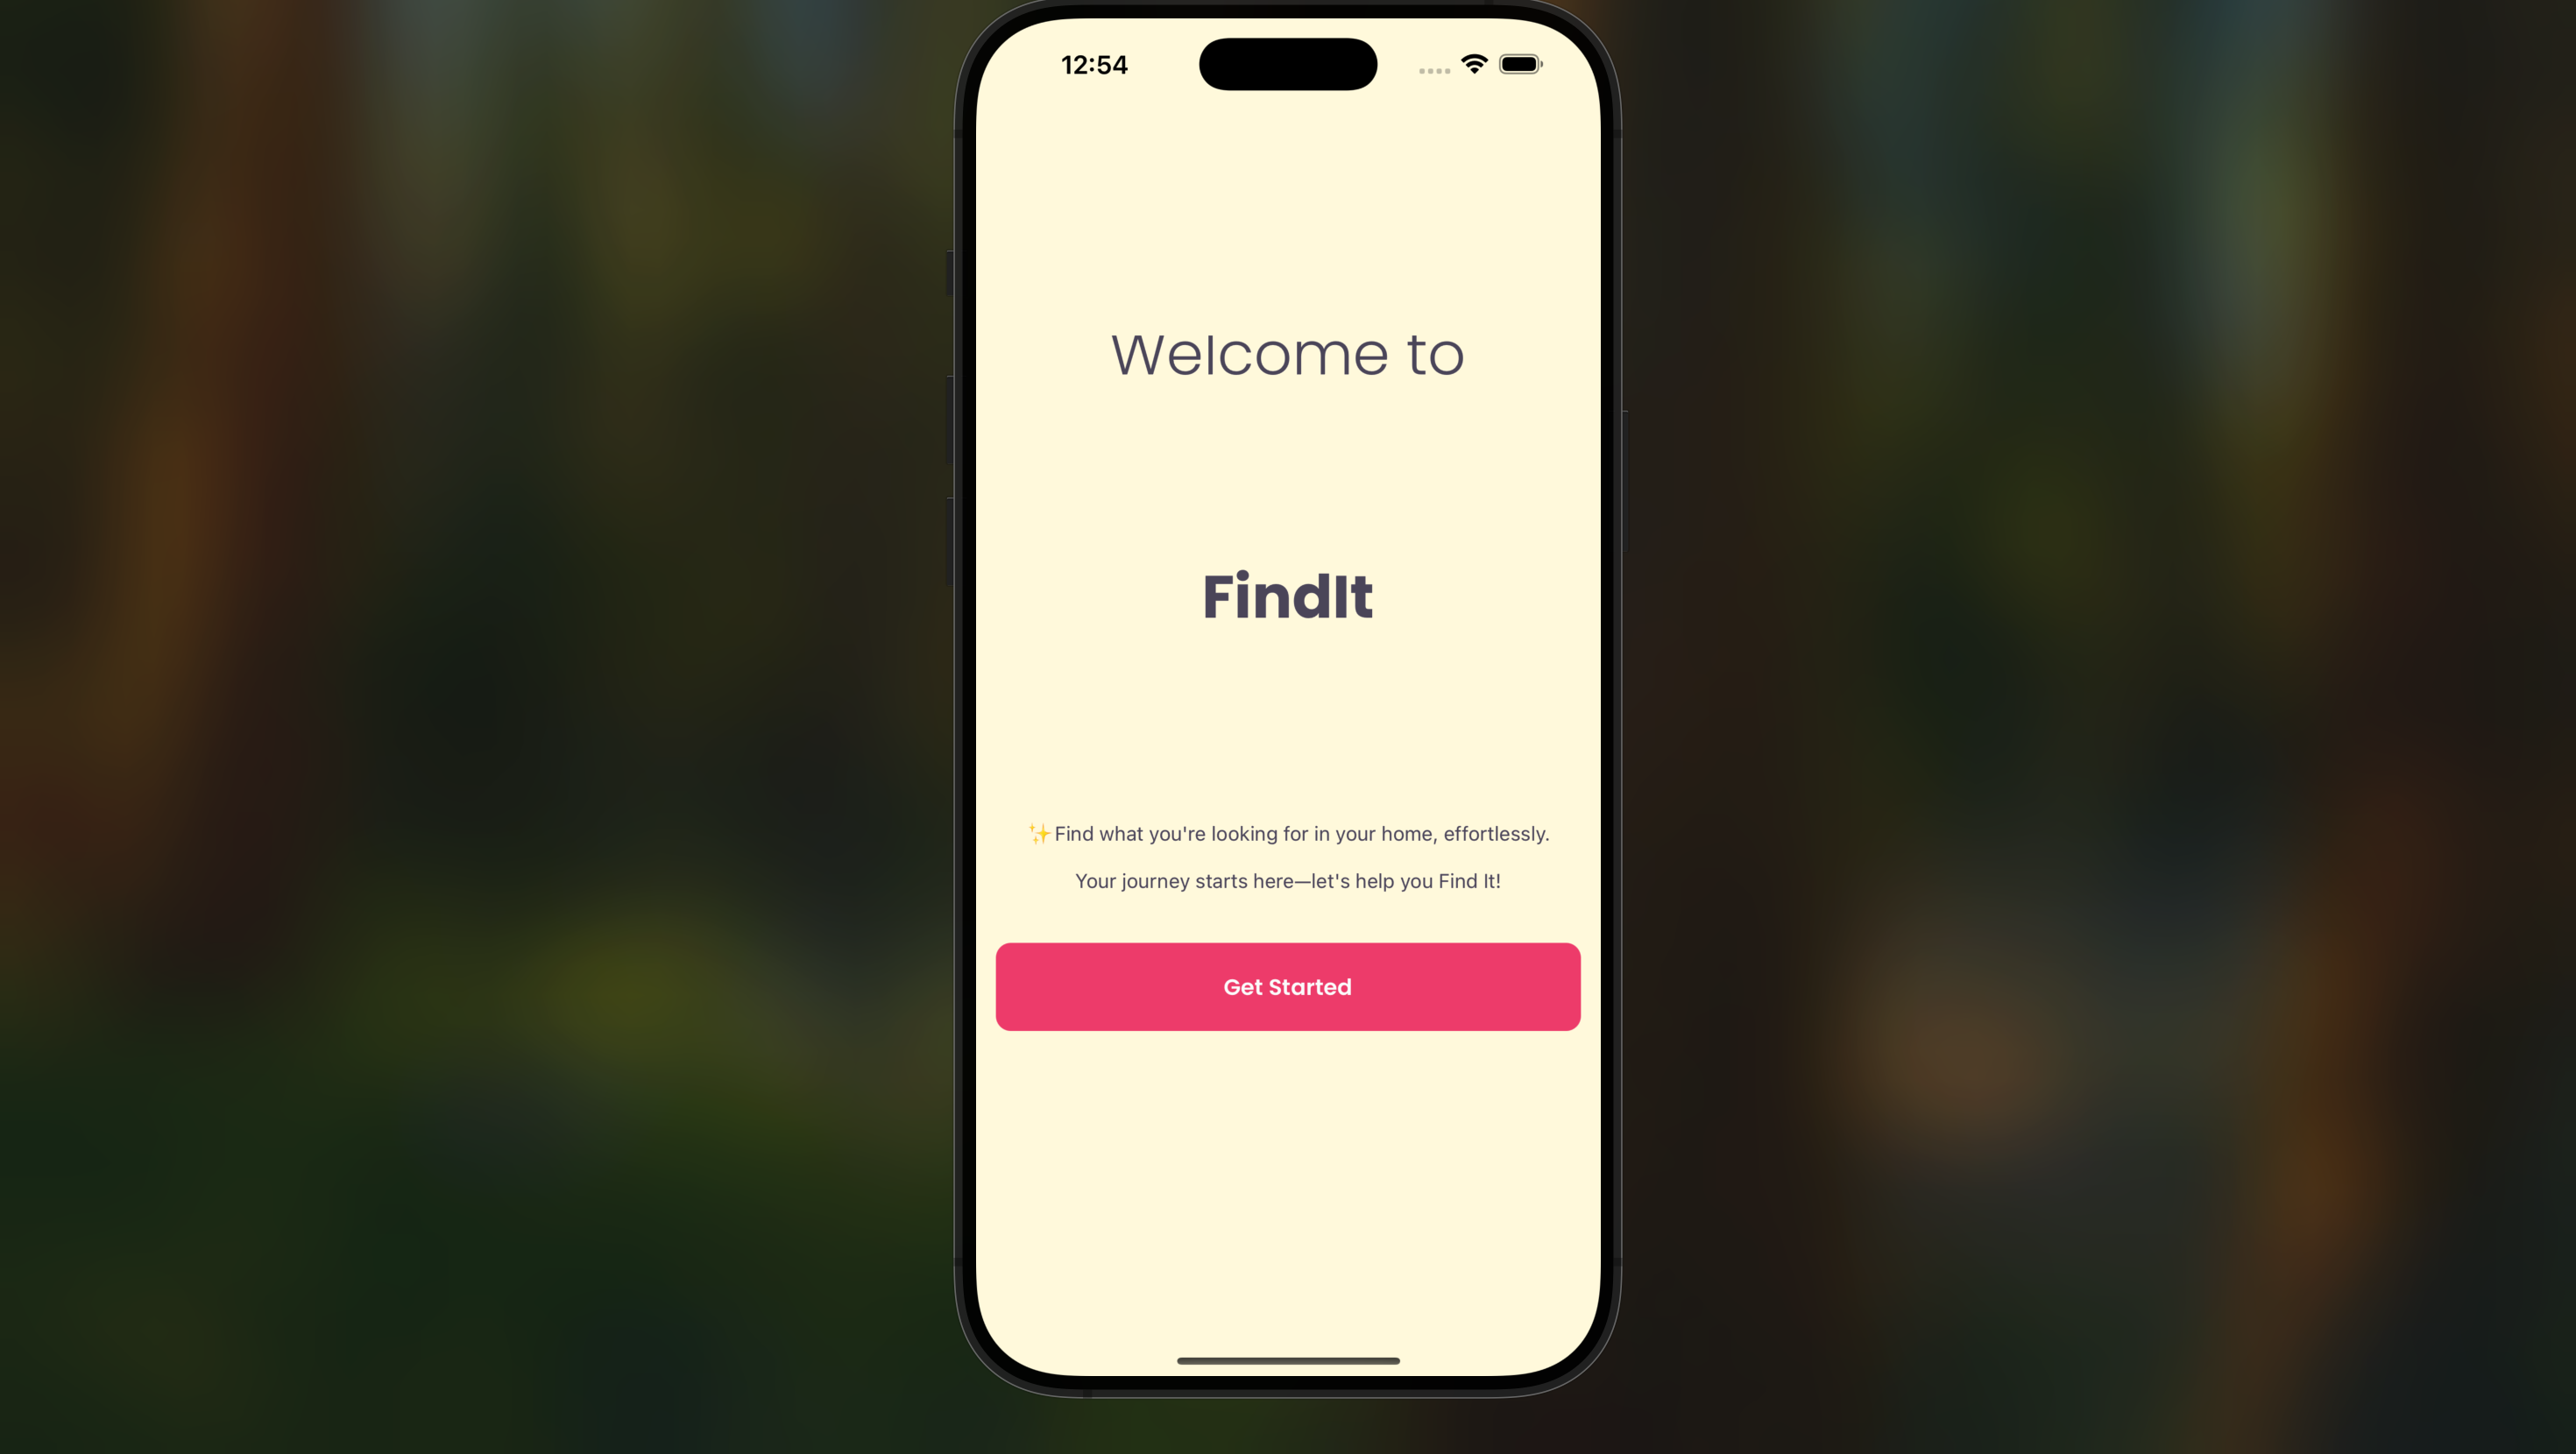 12:54
Welcome to
FindIt
✨Find what you're looking for in your home, effortlessly.
Your journey starts here—let's help you Find It!
Get Started